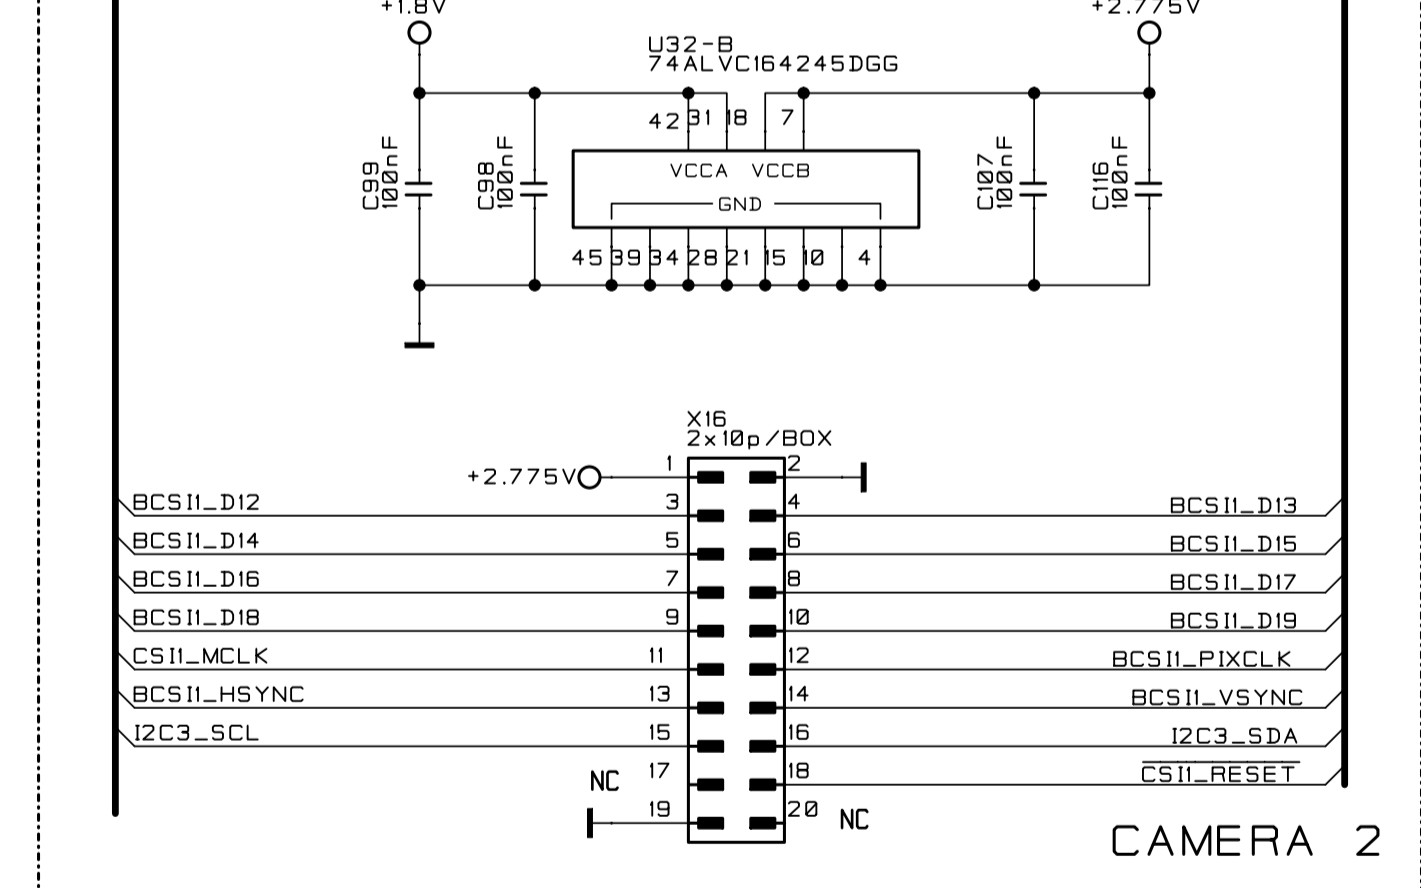 +1.8V
+2.775V
U32-B
74ALVC164245DGG
42 31 18 7
C99
100nF
C98
100nF
VCCA VCCB
GND
C107
100nF
C116
100nF
45 39 34 28 21 15 10 4
X16
2x10p/BOX
+2.775V 1 2
BCSI1_D12 3 4 BCSI1_D13
BCSI1_D14 5 6 BCSI1_D15
BCSI1_D16 7 8 BCSI1_D17
BCSI1_D18 9 10 BCSI1_D19
CSI1_MCLK 11 12 BCSI1_PIXCLK
BCSI1_HSYNC 13 14 BCSI1_VSYNC
I2C3_SCL 15 16 I2C3_SDA
NC 17 18 CSI1_RESET
19 20 NC
CAMERA 2